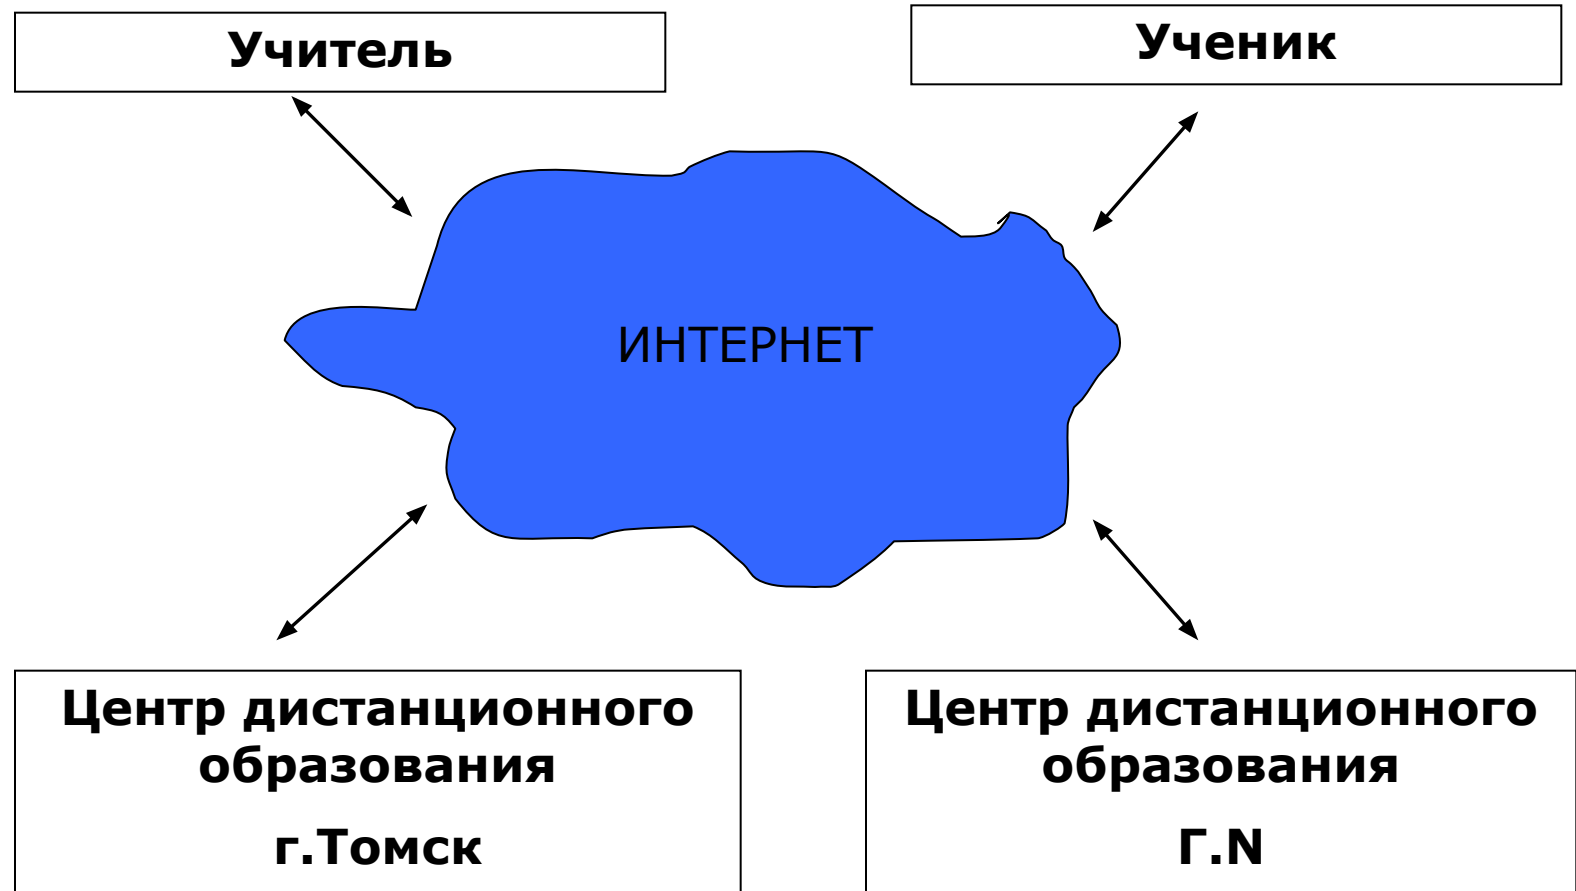 Учитель
Ученик
ИНТЕРНЕТ
Центр дистанционного
образования
г.Томск
Центр дистанционного
образования
Г.N